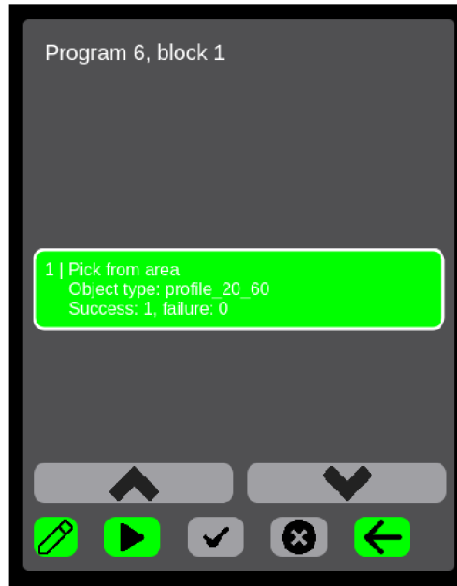 Program 6, block 1
1 | Pick from area
Object type: profile_20_60
Success: 1, failure: 0